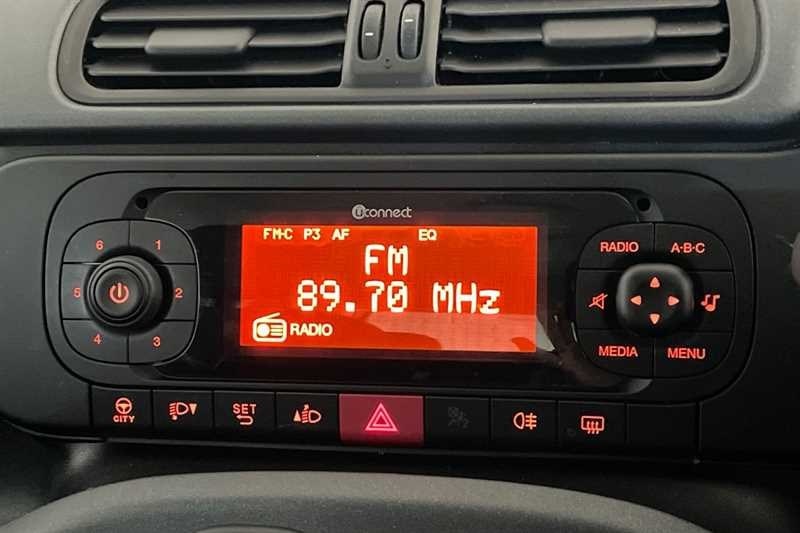 uconnect
FM-C P3 AF EQ
FM
89.70 MHz
RADIO
6 1
5 2
4 3
RADIO A·B·C
MEDIA MENU
CITY
SET